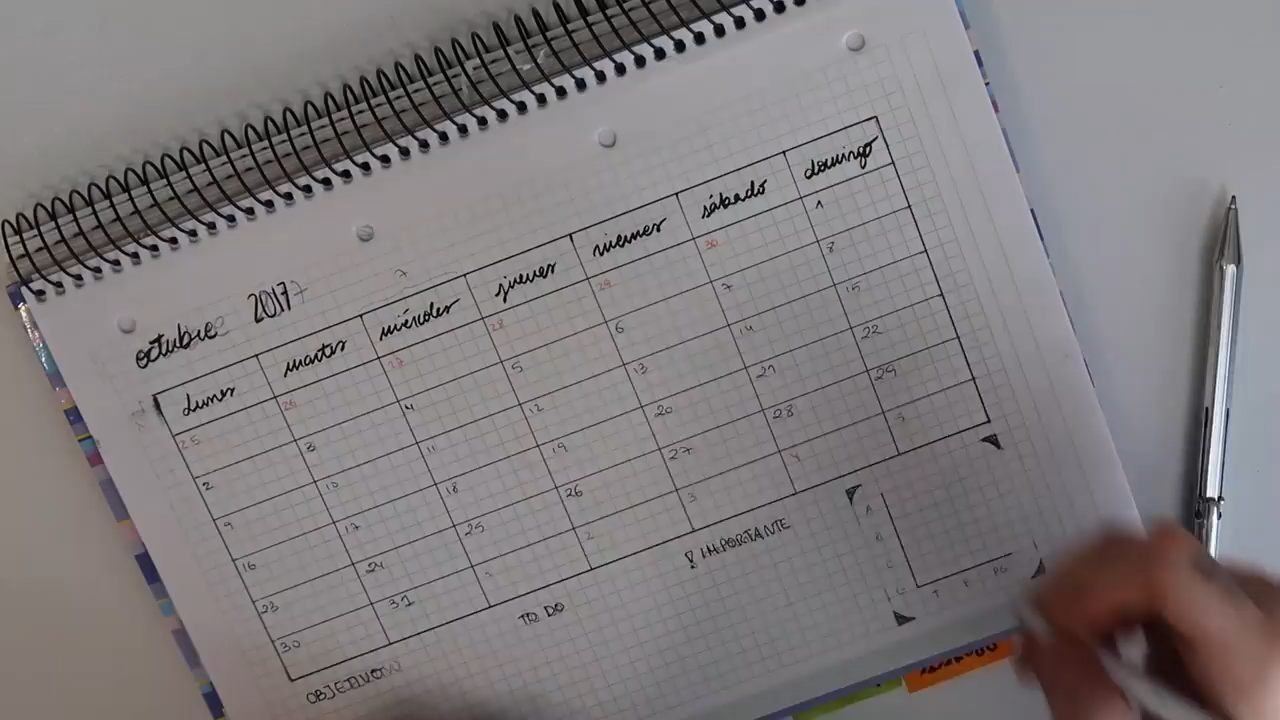 octubre 2017
lunes martes miércoles jueves viernes sábado domingo
25 26 27 28 29 30 1
2 3 4 5 6 7 8
9 10 11 12 13 14 15
16 17 18 19 20 21 22
23 24 25 26 27 28 29
30 31 2 3 4
OBJETIVO
TO DO
! IMPORTANTE